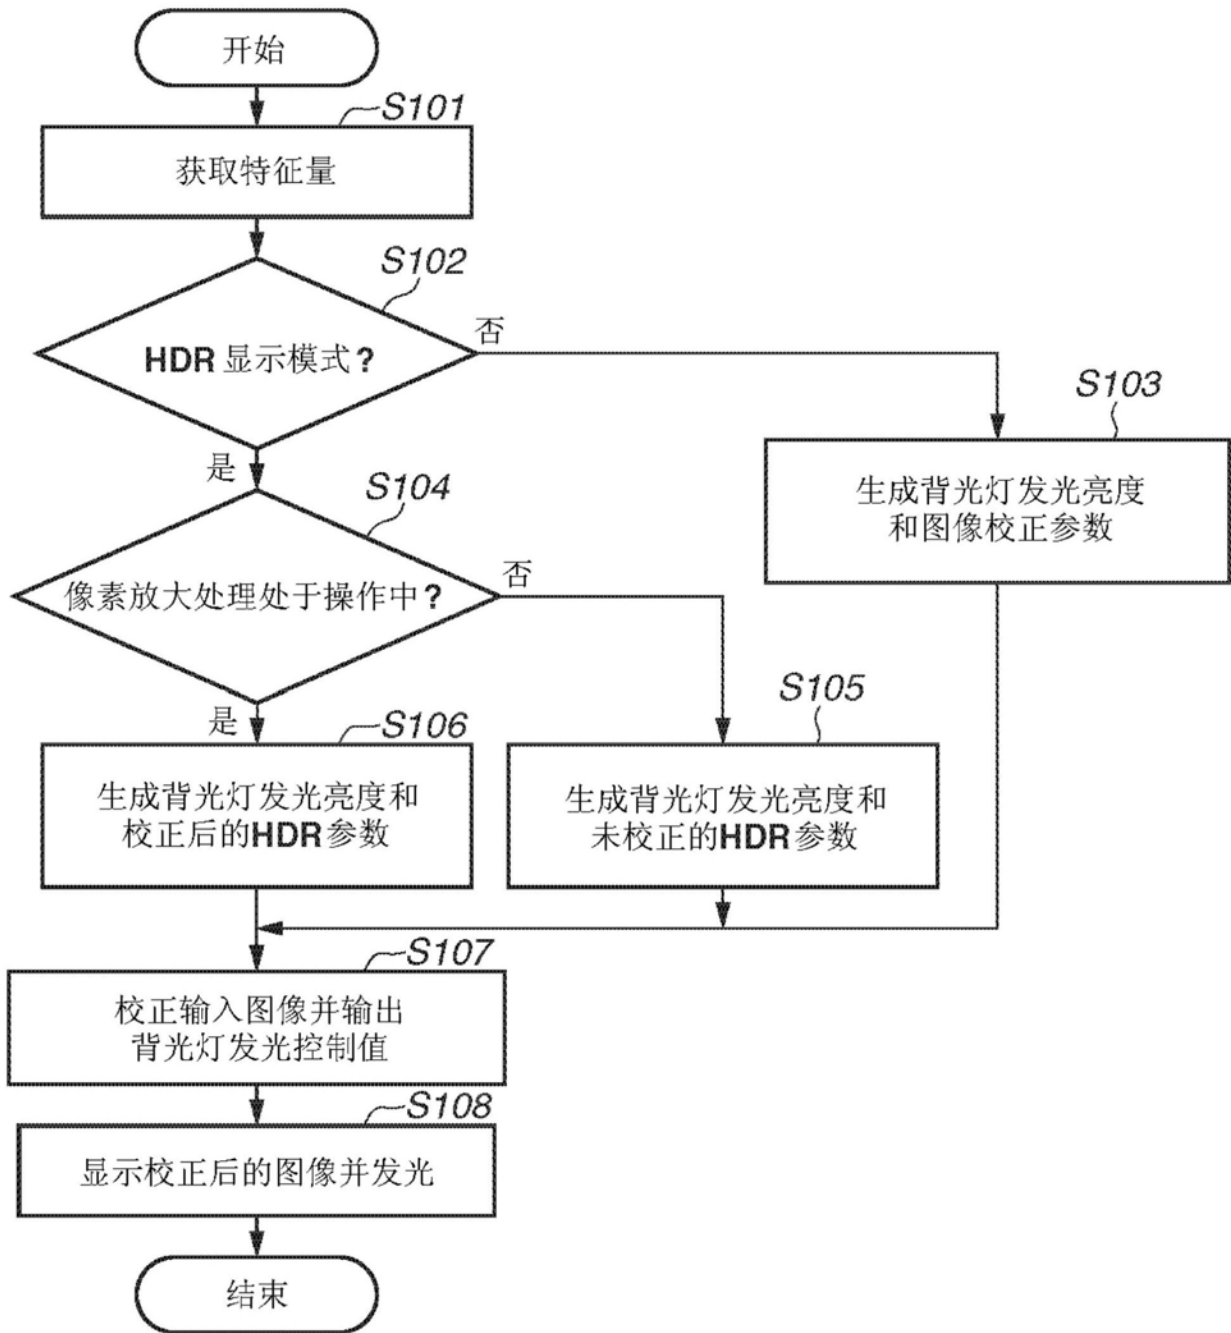 开始
S101
获取特征量
S102
HDR 显示模式?
否
S103
生成背光灯发光亮度
和图像校正参数
是
S104
像素放大处理处于操作中?
否
S105
生成背光灯发光亮度和
未校正的HDR 参数
是
S106
生成背光灯发光亮度和
校正后的HDR 参数
S107
校正输入图像并输出
背光灯发光控制值
S108
显示校正后的图像并发光
结束